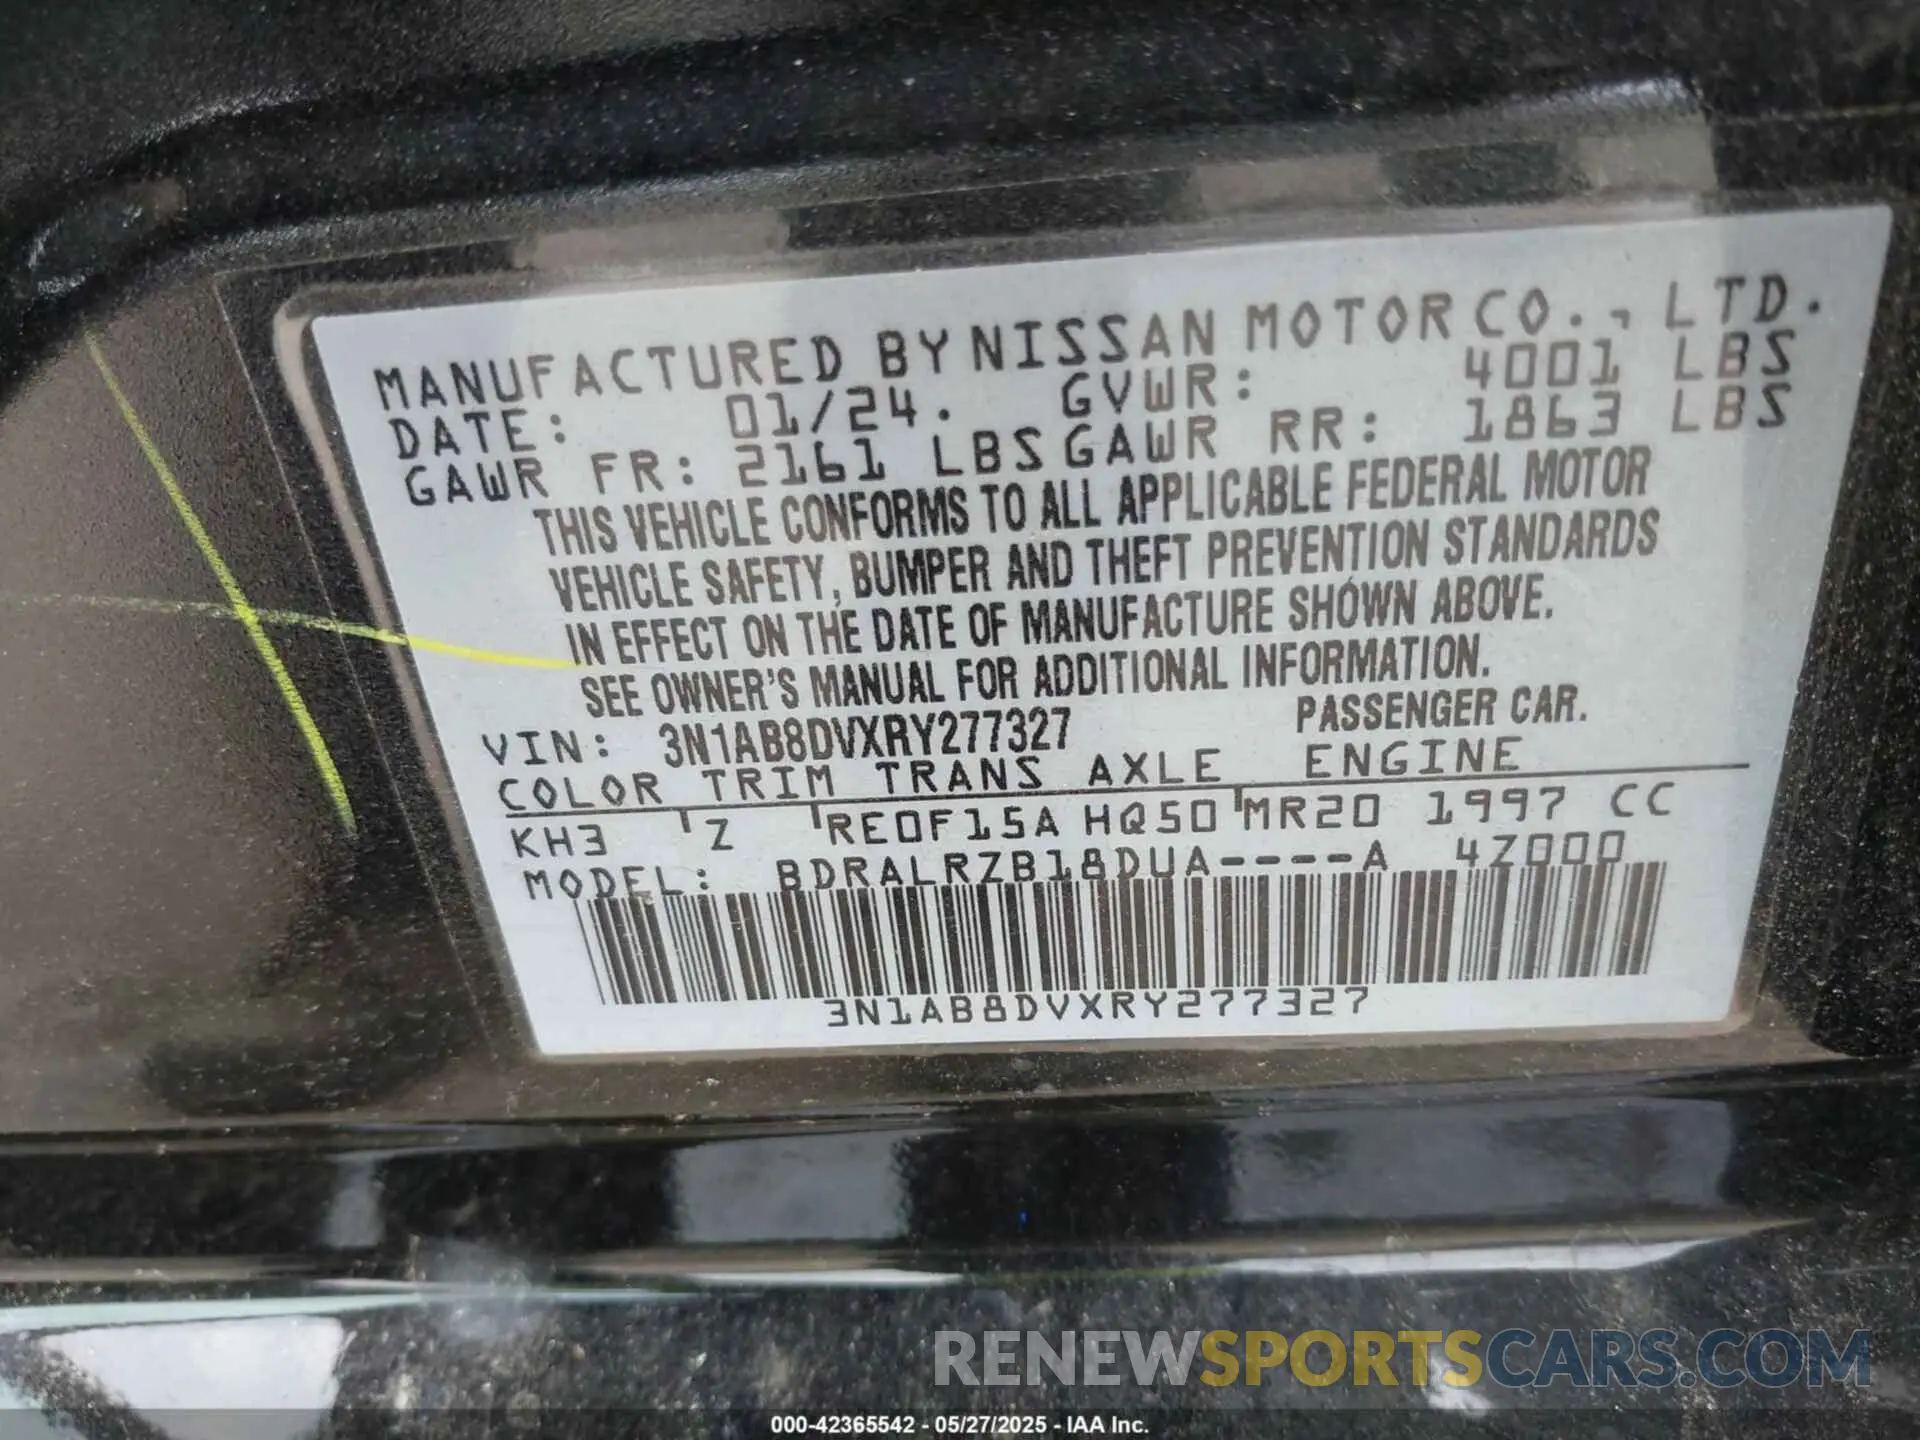 MANUFACTURED BY NISSAN MOTOR CO., LTD.
DATE: 01/24. GVWR: 4001 LBS
GAWR FR: 2161 LBS GAWR RR: 1863 LBS
THIS VEHICLE CONFORMS TO ALL APPLICABLE FEDERAL MOTOR
VEHICLE SAFETY, BUMPER AND THEFT PREVENTION STANDARDS
IN EFFECT ON THE DATE OF MANUFACTURE SHOWN ABOVE.
SEE OWNER'S MANUAL FOR ADDITIONAL INFORMATION.
VIN: 3N1AB8DVXRY277327 PASSENGER CAR.
COLOR TRIM TRANS AXLE ENGINE
KH3 Z RE0F15A HQ50 MR20 1997 CC
MODEL: BDRALRZB18DUA----A 4Z000
3N1AB8DVXRY277327
RENEWSPORTSCARS.COM
000-42365542 - 05/27/2025 - IAA Inc.